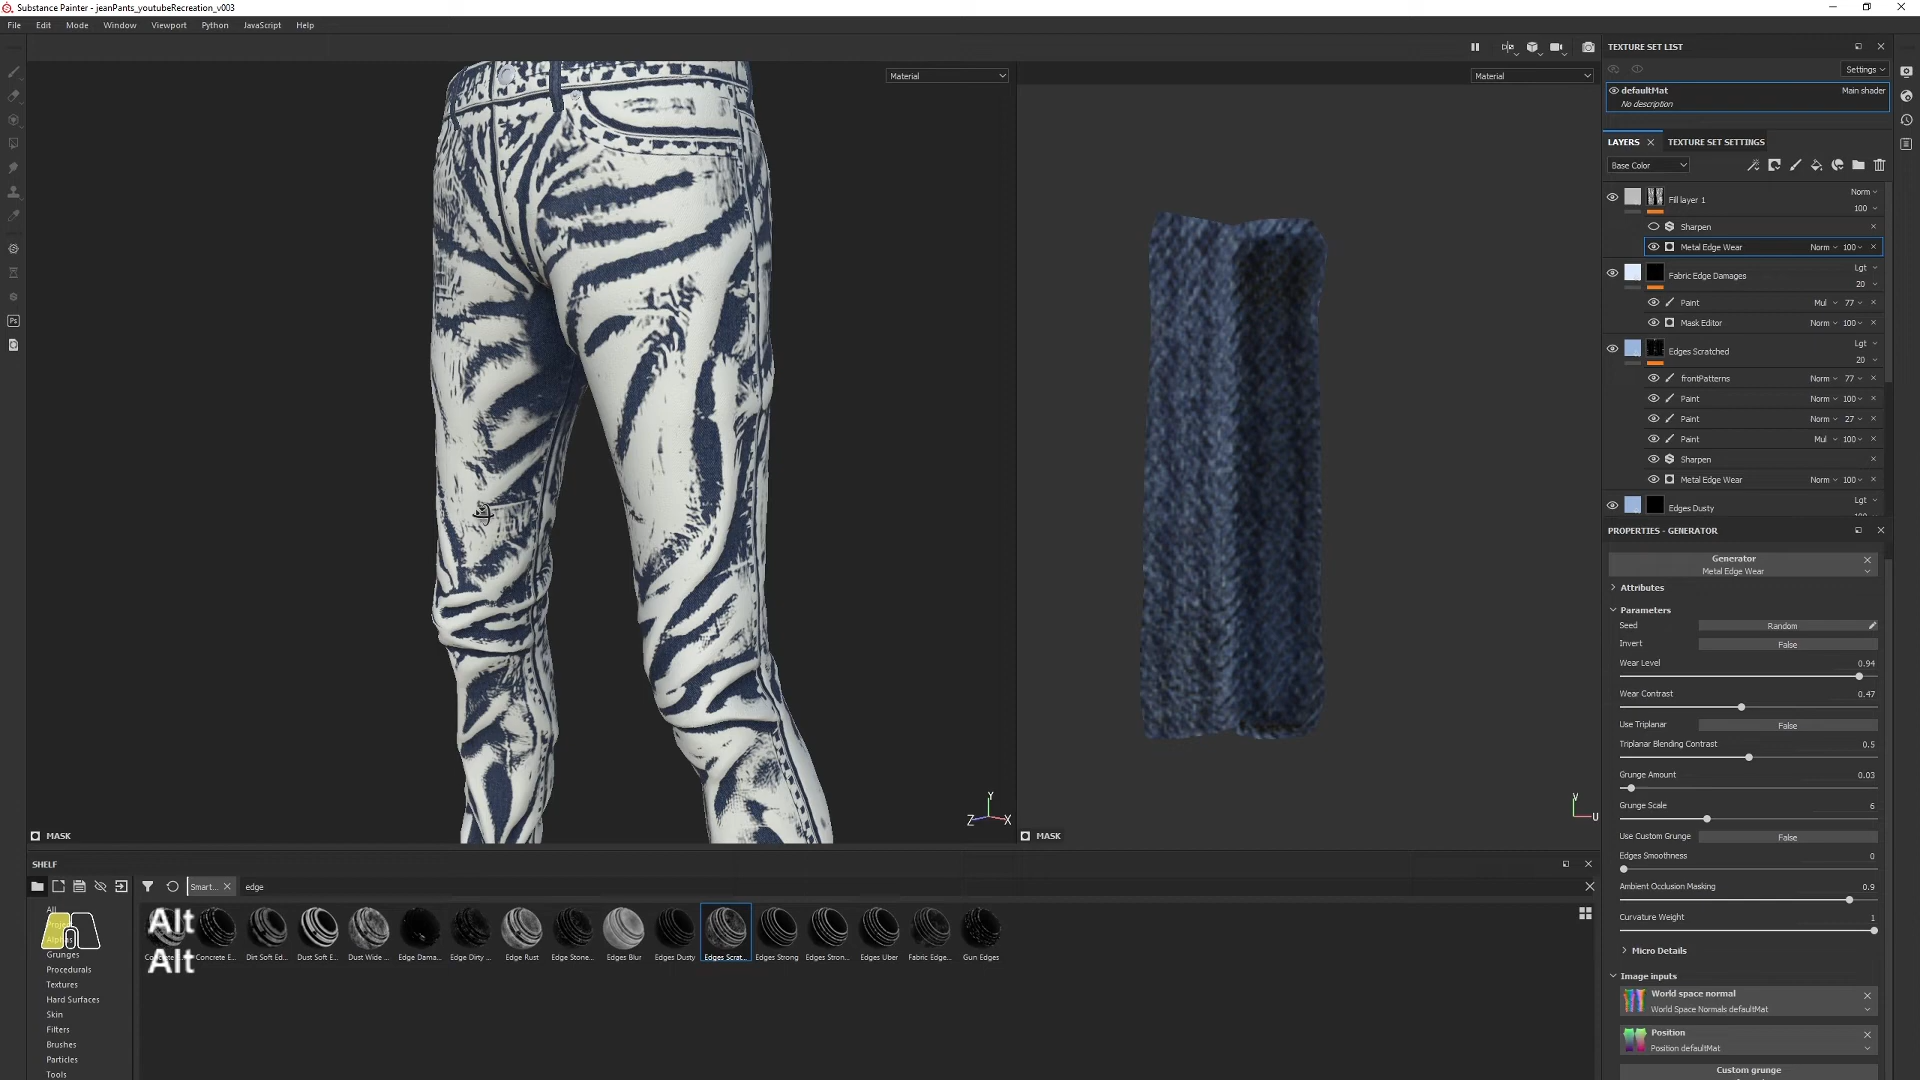 Substance Painter - jeanPants_youtubeRecreation_v003
File Edit Mode Window Viewport Python JavaScript Help
Material
Material
MASK
MASK
Z Y X
V U
TEXTURE SET LIST
Settings
defaultMat Main shader
No description
LAYERS TEXTURE SET SETTINGS
Base Color
Fill layer 1 Norm
100
Sharpen
Metal Edge Wear Norm 100
Fabric Edge Damages Lgt
20
Paint Mul 77
Mask Editor Norm 100
Edges Scratched Lgt
20
frontPatterns Norm 77
Paint Norm 100
Paint Norm 27
Paint Mul 100
Sharpen
Metal Edge Wear Norm 100
Edges Dusty Lgt
PROPERTIES - GENERATOR
Generator
Metal Edge Wear
Attributes
Parameters
Seed Random
Invert False
Wear Level 0.94
Wear Contrast 0.47
Use Triplanar False
Triplanar Blending Contrast 0.5
Grunge Amount 0.03
Grunge Scale 6
Use Custom Grunge False
Edges Smoothness 0
Ambient Occlusion Masking 0.9
Curvature Weight 1
Micro Details
Image inputs
World space normal
World Space Normals defaultMat
Position
Position defaultMat
Custom grunge
SHELF
Smart... edge
All
Grunges
Procedurals
Textures
Hard Surfaces
Skin
Filters
Brushes
Particles
Tools
Alt
Alt
Concrete E... Dirt Soft Ed... Dust Soft E... Dust Wide ... Edge Dama... Edge Dirty ... Edge Rust Edge Stone... Edges Blur Edges Dusty Edges Scrat... Edges Strong Edges Stron... Edges Uber Fabric Edge... Gun Edges
Ps